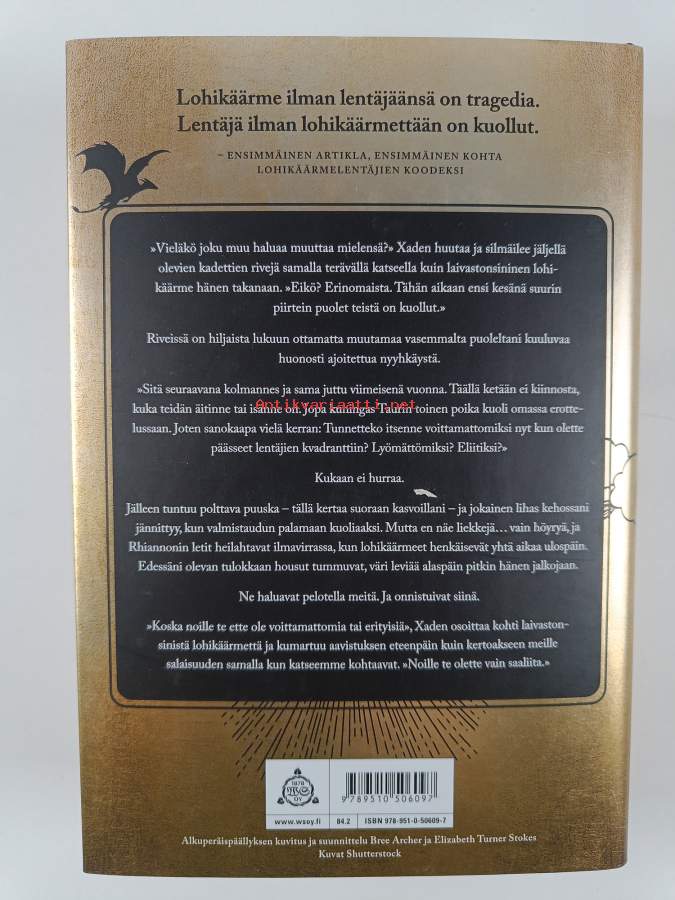 Lohikäärme ilman lentäjäänsä on tragedia.
Lentäjä ilman lohikäärmettään on kuollut.
– ENSIMMÄINEN ARTIKLA, ENSIMMÄINEN KOHTA
LOHIKÄÄRMELENTÄJIEN KOODEKSI
»Vieläkö joku muu haluaa muuttaa mielensä?» Xaden huutaa ja silmäilee jäljellä
olevien kadettien rivejä samalla terävällä katseella kuin laivastonsininen lohi-
käärme hänen takanaan. »Eikö? Erinomaista. Tähän aikaan ensi kesänä suurin
piirtein puolet teistä on kuollut.»
Riveissä on hiljaista lukuun ottamatta muutamaa vasemmalta puoleltani kuuluvaa
huonosti ajoitettua nyyhkäystä.
»Sitä seuraavana kolmannes ja sama juttu viimeisenä vuonna. Täällä ketään ei kiinnosta,
kuka teidän äitinne tai isänne on. Jopa kuningas Taurin toinen poika kuoli omassa erotte-
Antikvariaatti.net
lussaan. Joten sanokaapa vielä kerran: Tunnetteko itsenne voittamattomiksi nyt kun olette
päässeet lentäjien kvadranttiin? Lyömättömiksi? Eliitiksi?»
Kukaan ei hurraa.
Jälleen tuntuu polttava puuska – tällä kertaa suoraan kasvoillani – ja jokainen lihas kehossani
jännittyy, kun valmistaudun palamaan kuoliaaksi. Mutta en näe liekkejä… vain höyryä, ja
Rhiannonin letit heilahtavat ilmavirrassa, kun lohikäärmeet henkäisevät yhtä aikaa ulospäin.
Edessäni olevan tulokkaan housut tummuvat, väri leviää alaspäin pitkin hänen jalkojaan.
Ne haluavat pelotella meitä. Ja onnistuivat siinä.
»Koska noille te ette ole voittamattomia tai erityisiä», Xaden osoittaa kohti laivaston-
sinistä lohikäärmettä ja kumartuu aavistuksen eteenpäin kuin kertoakseen meille
salaisuuden samalla kun katseemme kohtaavat. »Noille te olette vain saaliita.»
1878
WS
OY
9 789510 506097
www.wsoy.fi
84.2
ISBN 978-951-0-50609-7
Alkuperäispäällyksen kuvitus ja suunnittelu Bree Archer ja Elizabeth Turner Stokes
Kuvat Shutterstock